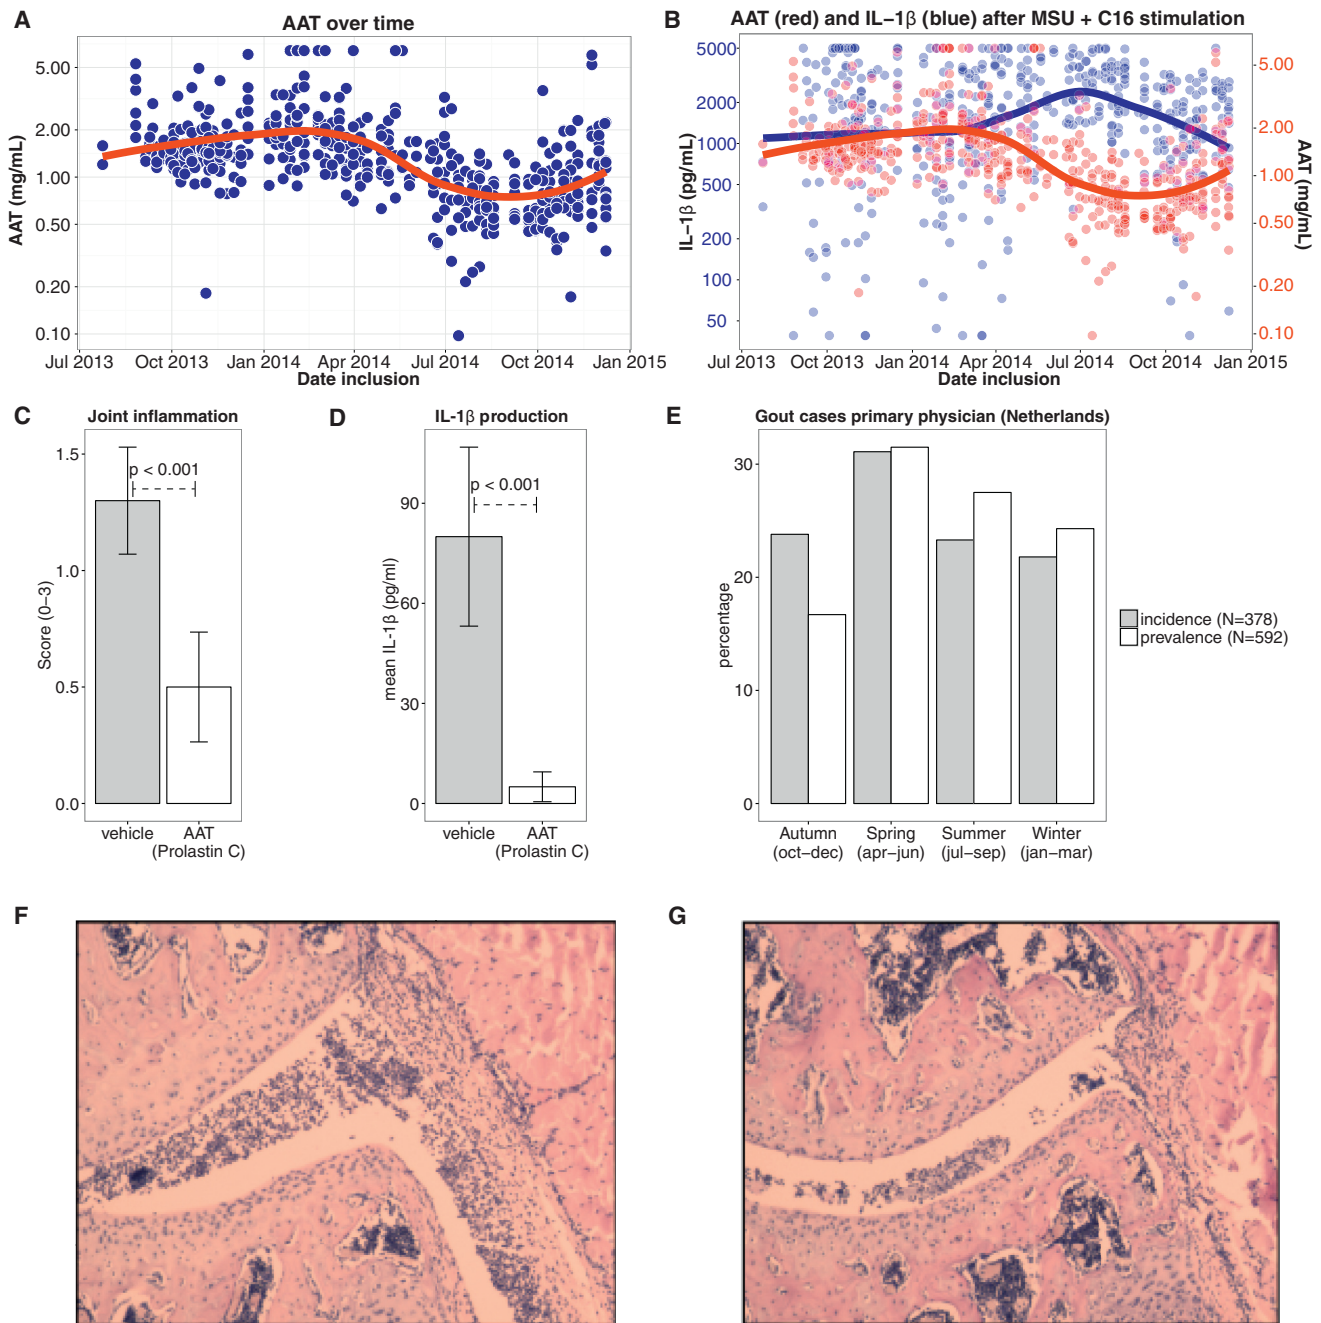 A
AAT over time
AAT (mg/mL)
5.00
2.00
1.00
0.50
0.20
0.10
Jul 2013 Oct 2013 Jan 2014 Apr 2014 Jul 2014 Oct 2014 Jan 2015
Date inclusion
B
AAT (red) and IL−1β (blue) after MSU + C16 stimulation
IL−1β (pg/mL)
5000
2000
1000
500
200
100
50
5.00
2.00
1.00
0.50
0.20
0.10
AAT (mg/mL)
Jul 2013 Oct 2013 Jan 2014 Apr 2014 Jul 2014 Oct 2014 Jan 2015
Date inclusion
C
Joint inflammation
Score (0−3)
1.5
1.0
0.5
0.0
p < 0.001
vehicle AAT
(Prolastin C)
D
IL-1β production
mean IL-1β (pg/ml)
90
60
30
0
p < 0.001
vehicle AAT
(Prolastin C)
E
Gout cases primary physician (Netherlands)
percentage
30
20
10
0
Autumn Spring Summer Winter
(oct−dec) (apr−jun) (jul−sep) (jan−mar)
incidence (N=378)
prevalence (N=592)
F
G